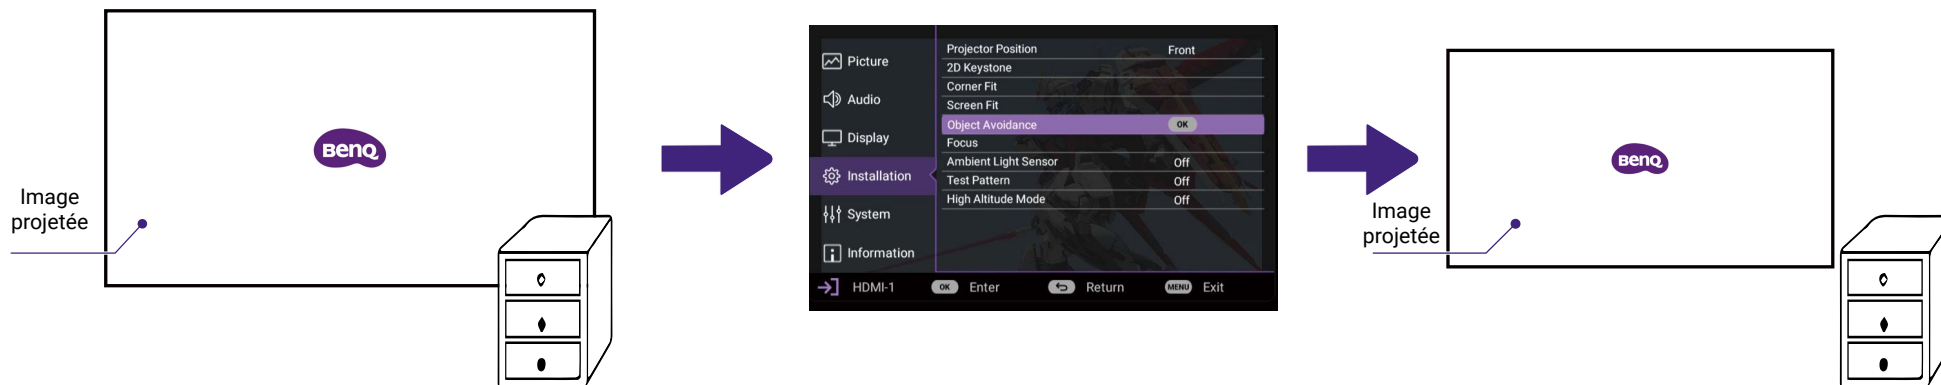 BenQ
Image
projetée
Picture
Audio
Display
Installation
System
Information
Projector Position Front
2D Keystone
Corner Fit
Screen Fit
Object Avoidance OK
Focus
Ambient Light Sensor Off
Test Pattern Off
High Altitude Mode Off
HDMI-1 OK Enter Return MENU Exit
BenQ
Image
projetée